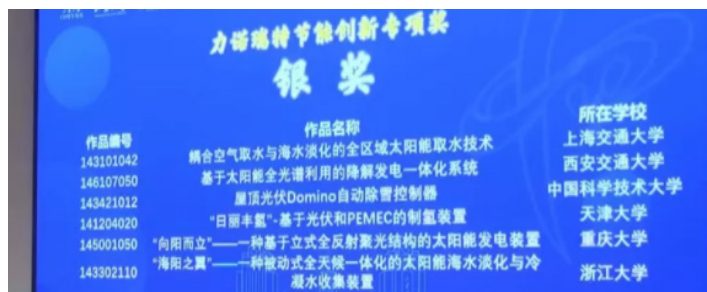 力诺瑞特节能创新专项奖
银奖
作品编号 作品名称 所在学校
143101042 耦合空气取水与海水淡化的全区域太阳能取水技术 上海交通大学
146107050 基于太阳能全光谱利用的降解发电一体化系统 西安交通大学
143421012 屋顶光伏Domino自动除雪控制器 中国科学技术大学
141204020 “日丽丰氢”-基于光伏和PEMEC的制氢装置 天津大学
145001050 “向阳而立”——一种基于立式全反射聚光结构的太阳能发电装置 重庆大学
143302110 “海阳之翼”——一种被动式全天候一体化的太阳能海水淡化与冷 浙江大学
凝水收集装置